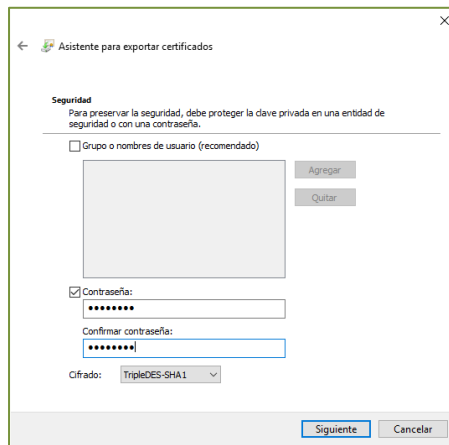 Asistente para exportar certificados
Seguridad
Para preservar la seguridad, debe proteger la clave privada en una entidad de
seguridad o con una contraseña.
Grupo o nombres de usuario (recomendado)
Agregar
Quitar
Contraseña:
••••••••
Confirmar contraseña:
••••••••
Cifrado: TripleDES-SHA1
Siguiente Cancelar